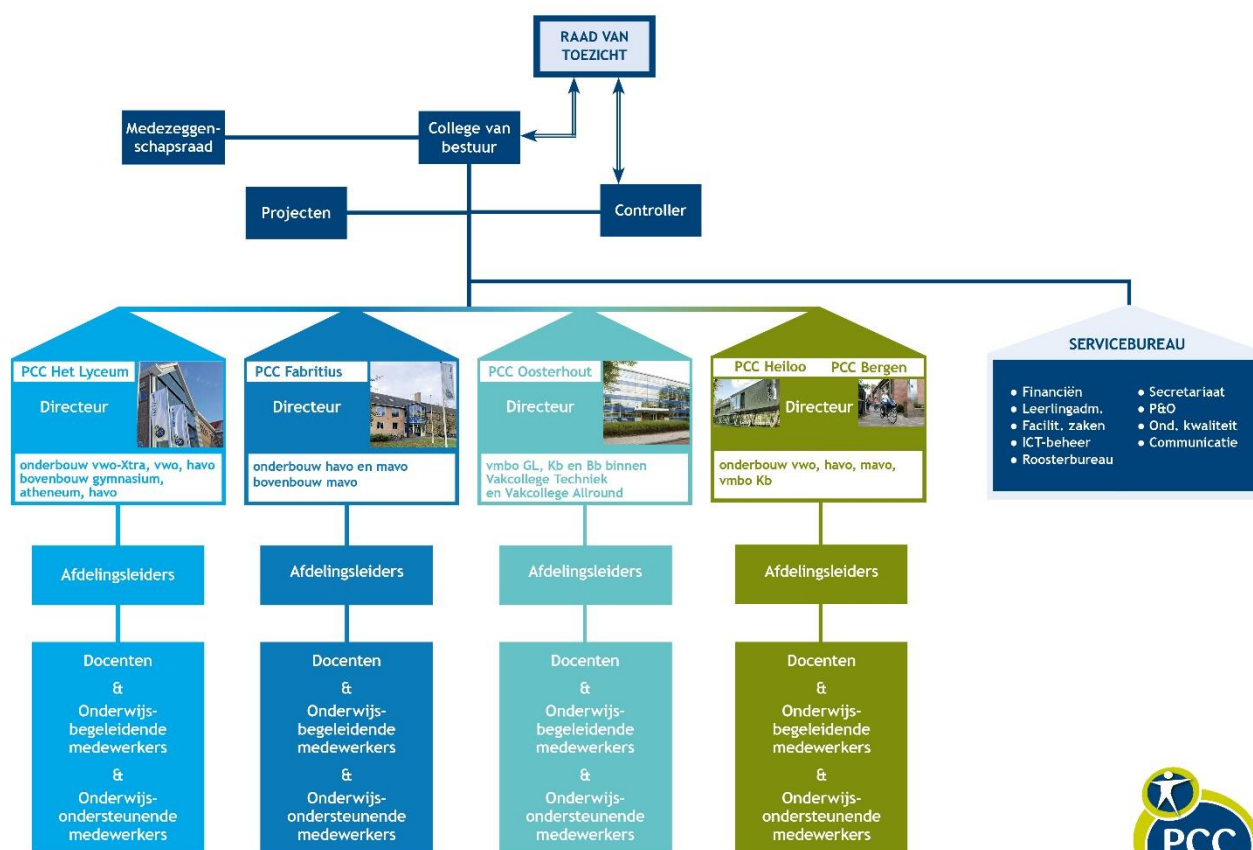 RAAD VAN
TOEZICHT
Medezeggen-
schapsraad
College van
bestuur
Projecten
Controller
PCC Het Lyceum
Directeur
onderbouw vwo-Xtra, vwo, havo
bovenbouw gymnasium,
atheneum, havo
PCC Fabritius
Directeur
onderbouw havo en mavo
bovenbouw mavo
PCC Oosterhout
Directeur
vmbo GL, Kb en Bb binnen
Vakcollege Techniek
en Vakcollege Allround
PCC Heiloo
PCC Bergen
Directeur
onderbouw vwo, havo, mavo,
vmbo Kb
SERVICEBUREAU
• Financiën
• Leerlingadm.
• Facilit. zaken
• ICT-beheer
• Roosterbureau
• Secretariaat
• P&O
• Ond. kwaliteit
• Communicatie
Afdelingsleiders
Afdelingsleiders
Afdelingsleiders
Afdelingsleiders
Docenten
&
Onderwijs-
begeleidende
medewerkers
&
Onderwijs-
ondersteunende
medewerkers
Docenten
&
Onderwijs-
begeleidende
medewerkers
&
Onderwijs-
ondersteunende
medewerkers
Docenten
&
Onderwijs-
begeleidende
medewerkers
&
Onderwijs-
ondersteunende
medewerkers
Docenten
&
Onderwijs-
begeleidende
medewerkers
&
Onderwijs-
ondersteunende
medewerkers
PCC